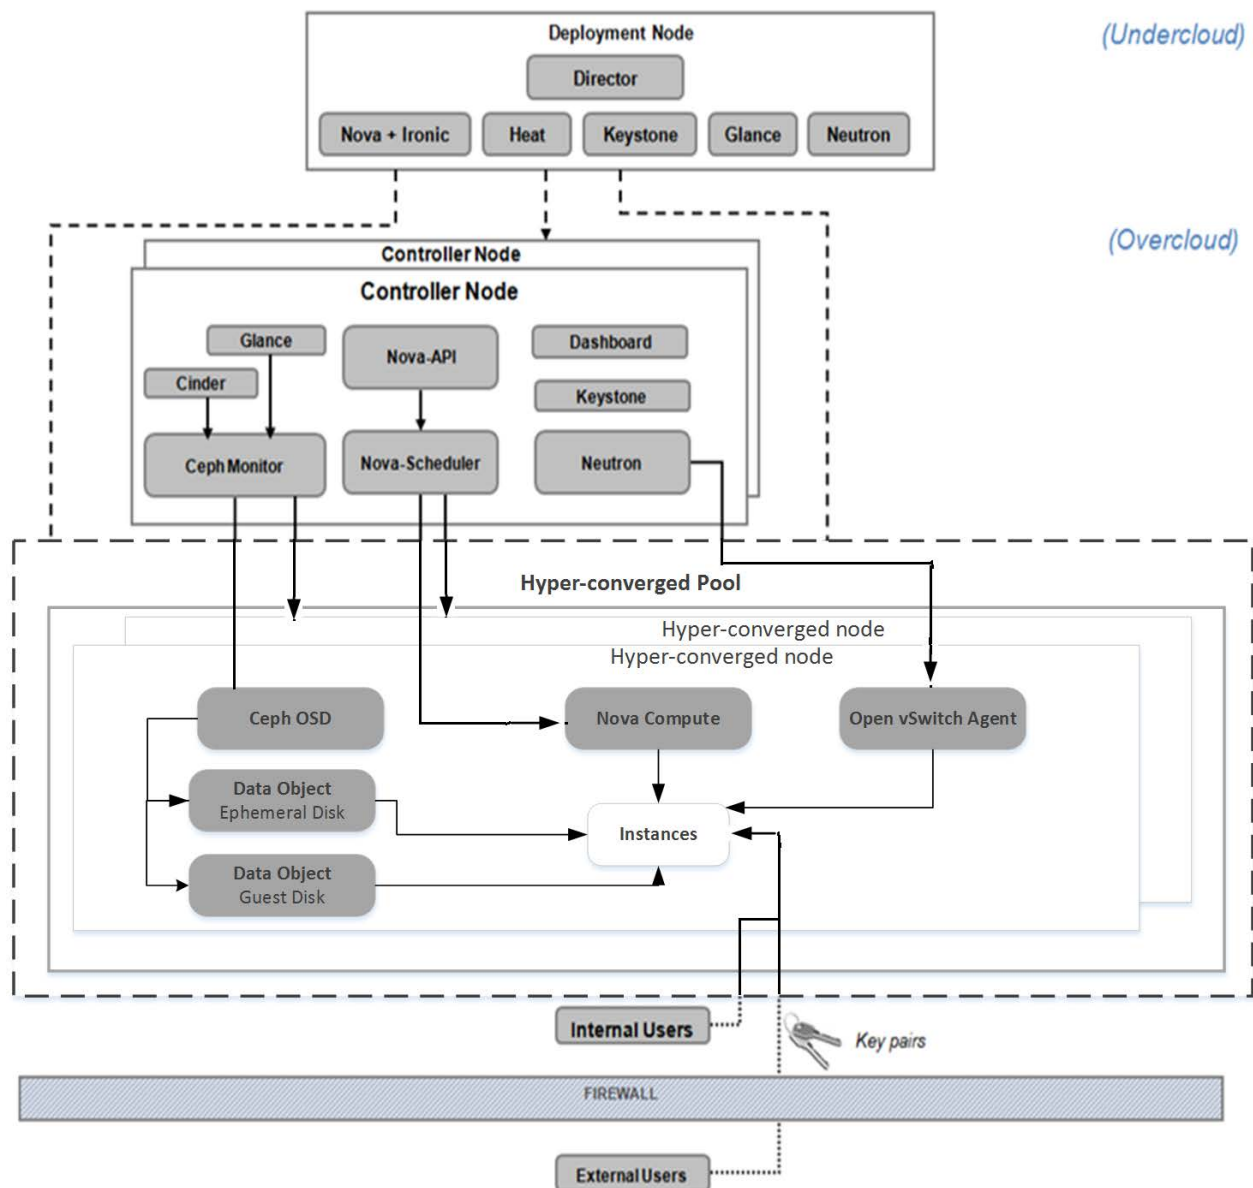 Deployment Node
(Undercloud)
Director
Nova + Ironic
Heat
Keystone
Glance
Neutron
(Overcloud)
Controller Node
Controller Node
Glance
Nova-API
Dashboard
Cinder
Keystone
Ceph Monitor
Nova-Scheduler
Neutron
Hyper-converged Pool
Hyper-converged node
Hyper-converged node
Ceph OSD
Nova Compute
Open vSwitch Agent
Data Object
Ephemeral Disk
Instances
Data Object
Guest Disk
Internal Users
Key pairs
FIREWALL
External Users